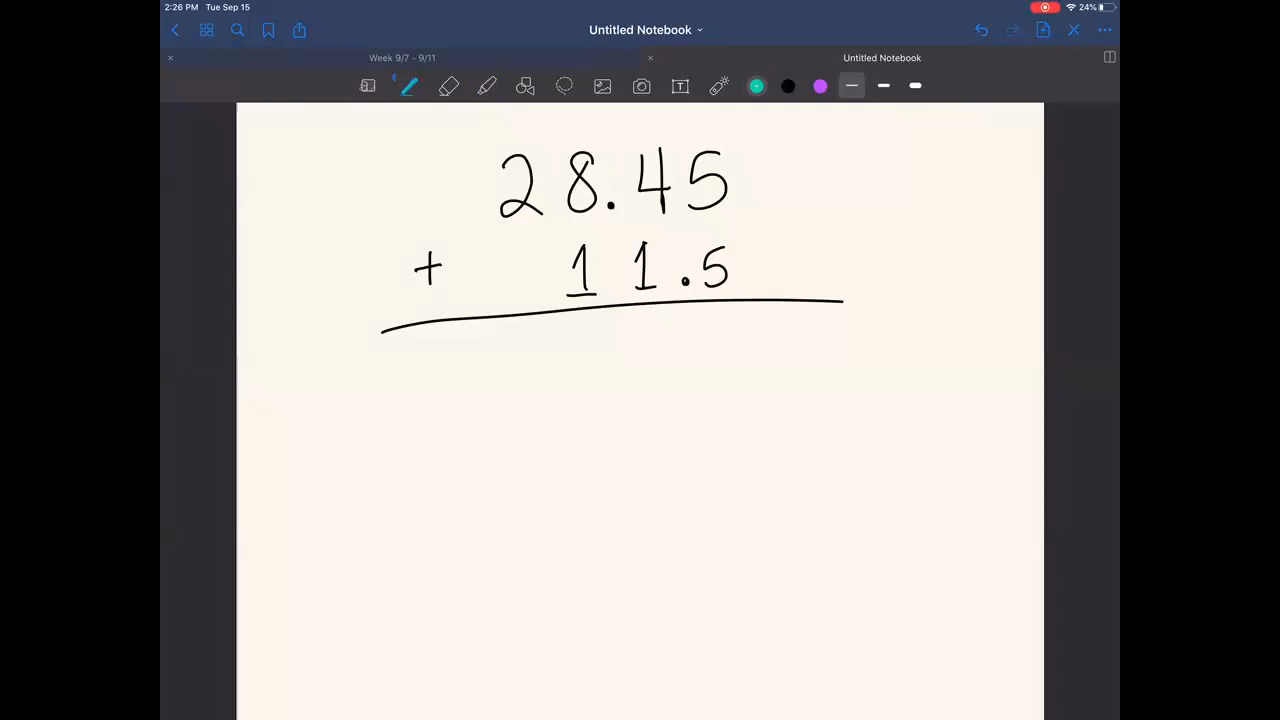 2:26 PM Tue Sep 15 24%
Untitled Notebook
Week 9/7 - 9/11 Untitled Notebook
T
28.45
+ 11.5